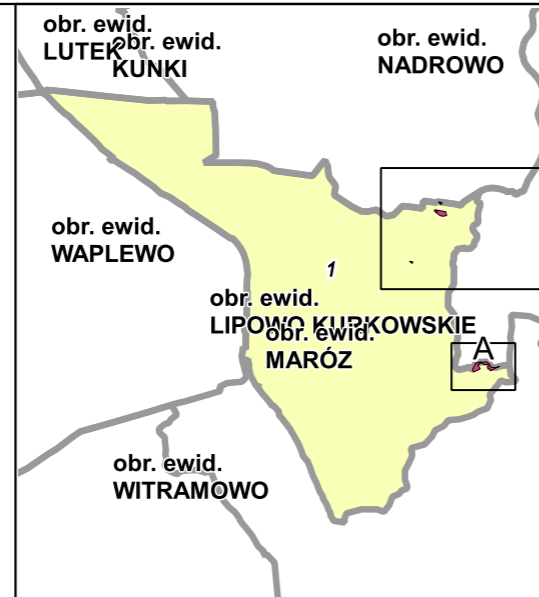 obr. ewid.
LUTEK
obr. ewid.
KUNKI
obr. ewid.
NADROWO
obr. ewid.
WAPLEWO
1
obr. ewid.
LIPOWO KURKOWSKIE
obr. ewid.
MARÓZ
A
obr. ewid.
WITRAMOWO